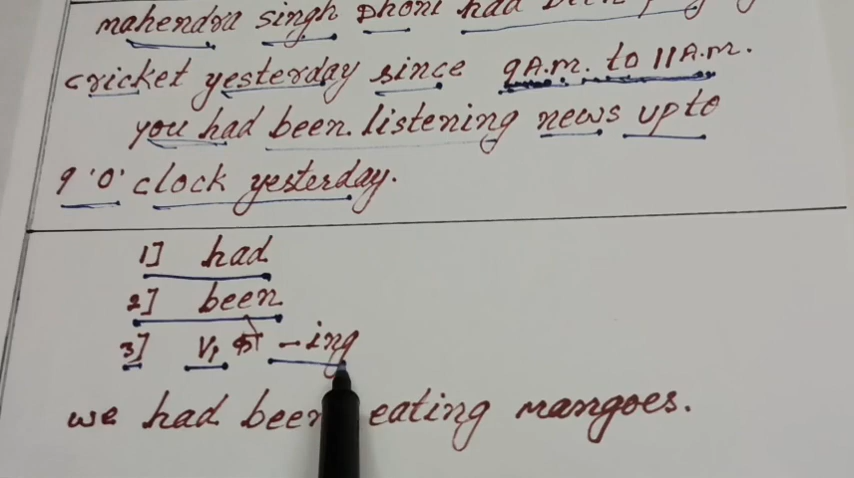 mahendra singh Dhoni had been
cricket yesterday since 9A.m. to 11A.m.
you had been listening news upto
9 'O' clock yesterday.
1] had
2] been
3] V₁ का -ing
we had been eating mangoes.